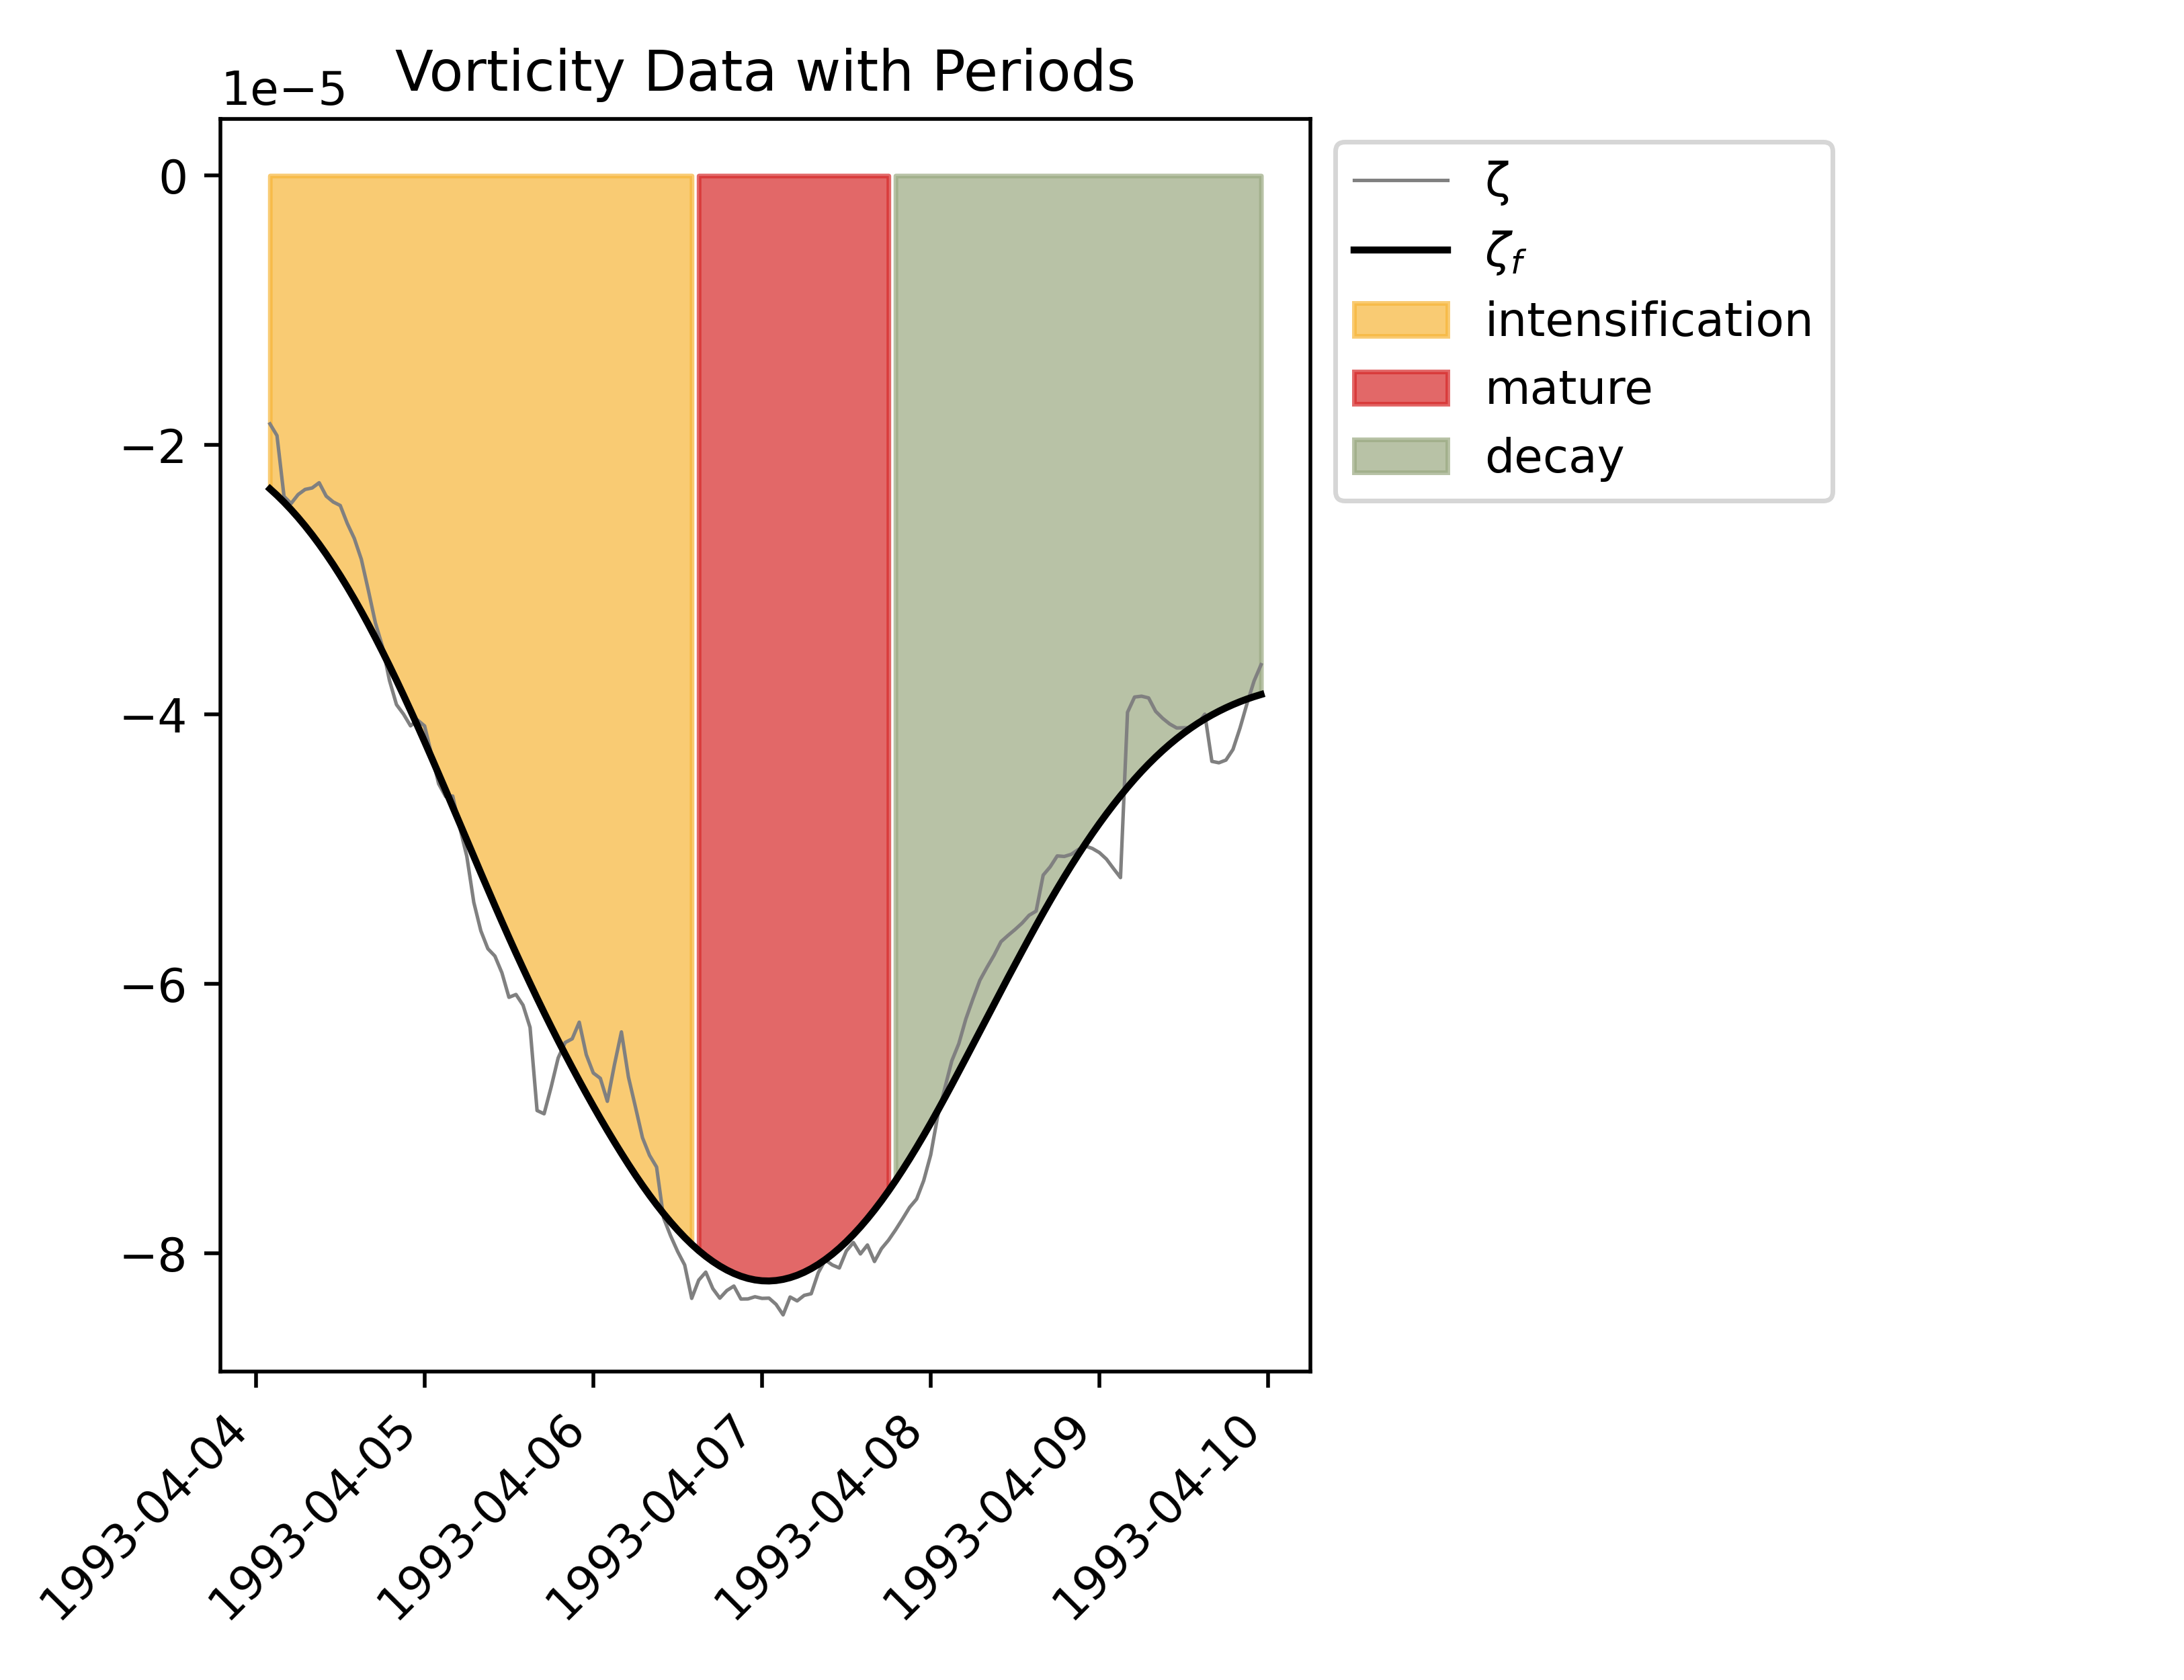 Vorticity Data with Periods
1e−5
0
−2
−4
−6
−8
1993-04-04
1993-04-05
1993-04-06
1993-04-07
1993-04-08
1993-04-09
1993-04-10
ζ
ζf
intensification
mature
decay